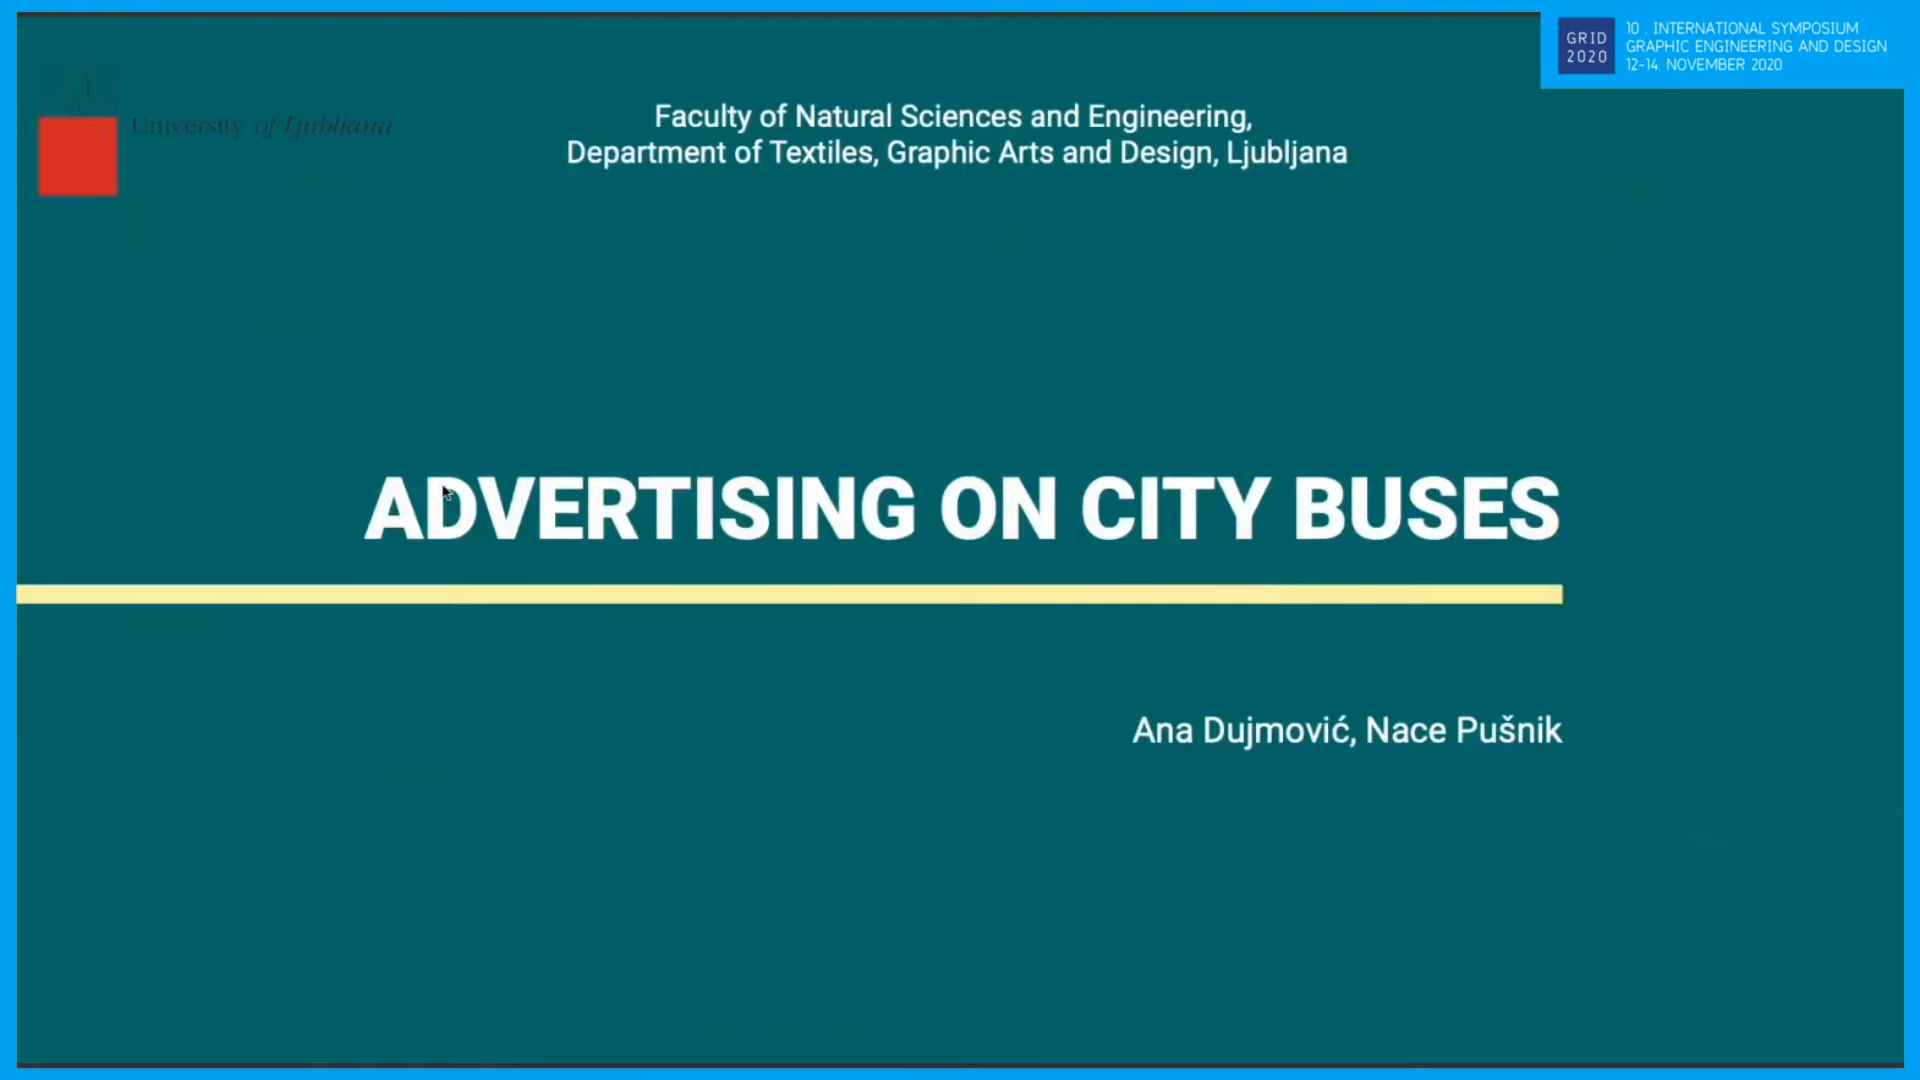 GRID
2020
10 . INTERNATIONAL SYMPOSIUM
GRAPHIC ENGINEERING AND DESIGN
12-14. NOVEMBER 2020
University of Ljubljana
Faculty of Natural Sciences and Engineering,
Department of Textiles, Graphic Arts and Design, Ljubljana
ADVERTISING ON CITY BUSES
Ana Dujmović, Nace Pušnik